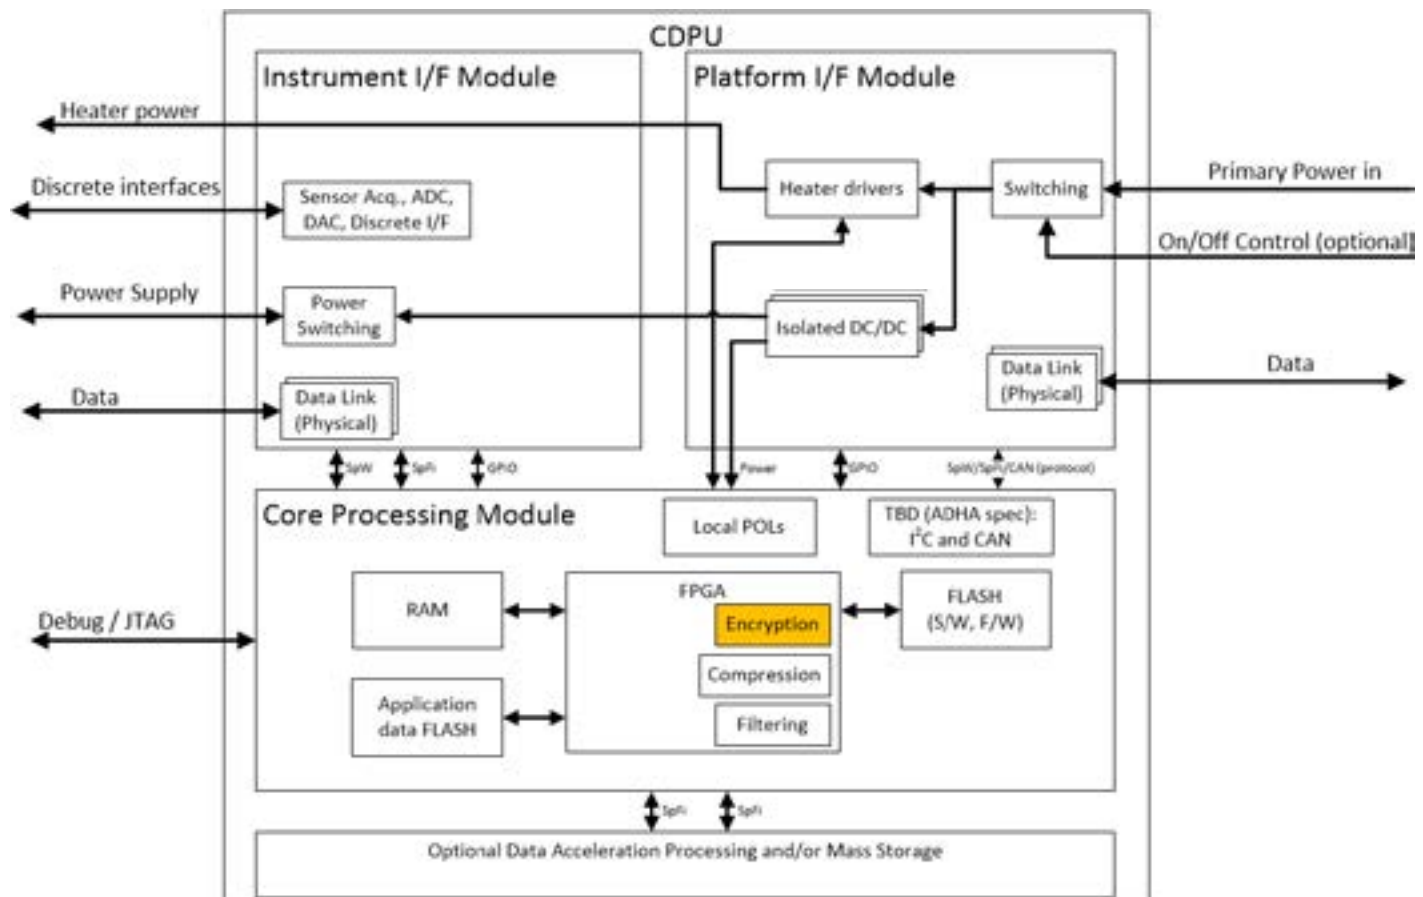 CDPU
Instrument I/F Module
Platform I/F Module
Heater power
Discrete interfaces
Sensor Acq., ADC,
DAC, Discrete I/F
Heater drivers
Switching
Primary Power in
On/Off Control (optional)
Power Supply
Power
Switching
Isolated DC/DC
Data Link
(Physical)
Data
Data
Data Link
(Physical)
SpW
SpFi
GPIO
Power
GPIO
SpW/SpFi/CAN (protocol)
Core Processing Module
Local POLs
TBD (ADHA spec):
I²C and CAN
RAM
FPGA
Encryption
Compression
Filtering
FLASH
(S/W, F/W)
Debug / JTAG
Application
data FLASH
SpFi
SpFi
Optional Data Acceleration Processing and/or Mass Storage